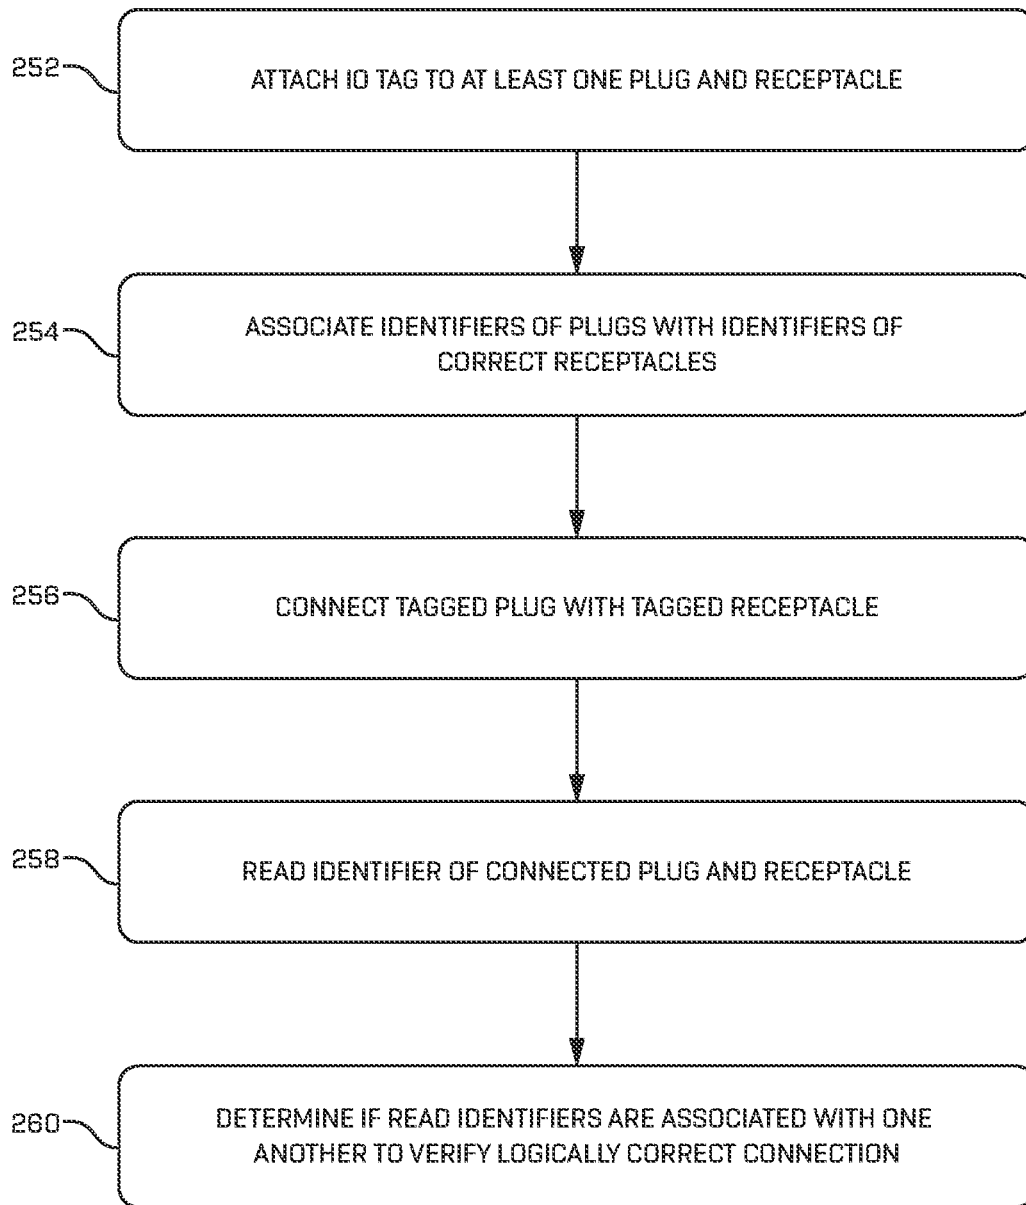 252
ATTACH IO TAG TO AT LEAST ONE PLUG AND RECEPTACLE
254
ASSOCIATE IDENTIFIERS OF PLUGS WITH IDENTIFIERS OF
CORRECT RECEPTACLES
256
CONNECT TAGGED PLUG WITH TAGGED RECEPTACLE
258
READ IDENTIFIER OF CONNECTED PLUG AND RECEPTACLE
260
DETERMINE IF READ IDENTIFIERS ARE ASSOCIATED WITH ONE
ANOTHER TO VERIFY LOGICALLY CORRECT CONNECTION